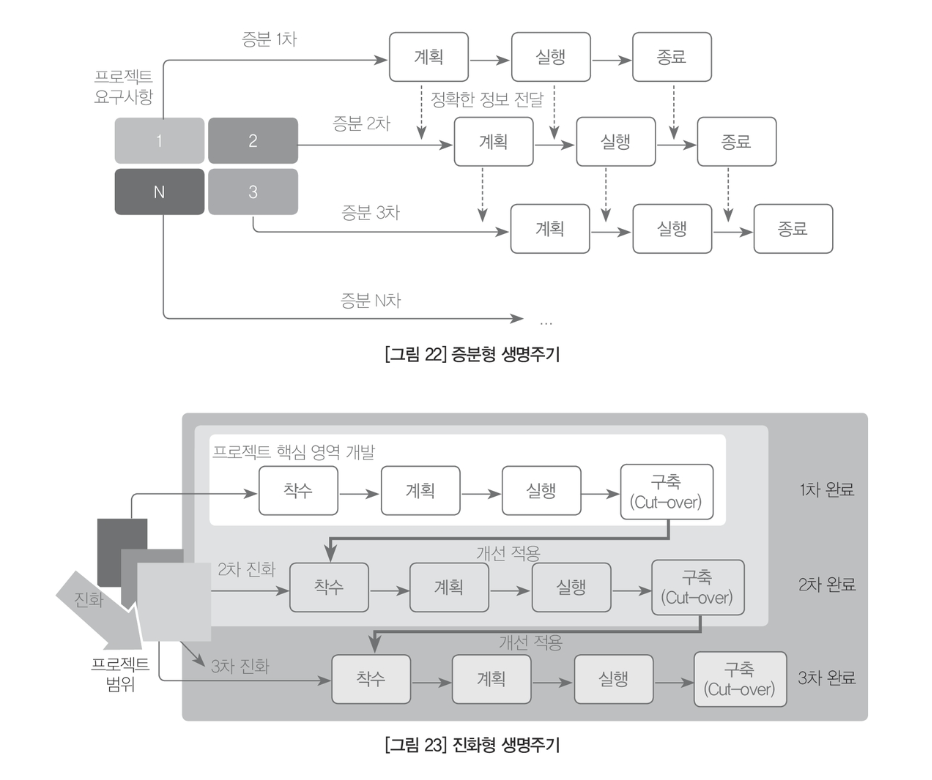 증분 1차
계획
실행
종료
프로젝트
요구사항
정확한 정보 전달
1
2
증분 2차
계획
실행
종료
N
3
증분 3차
계획
실행
종료
증분 N차
...
[그림 22] 증분형 생명주기
프로젝트 핵심 영역 개발
착수
계획
실행
구축
(Cut-over)
1차 완료
개선 적용
2차 진화
착수
계획
실행
구축
(Cut-over)
2차 완료
진화
개선 적용
프로젝트
범위
3차 진화
착수
계획
실행
구축
(Cut-over)
3차 완료
[그림 23] 진화형 생명주기